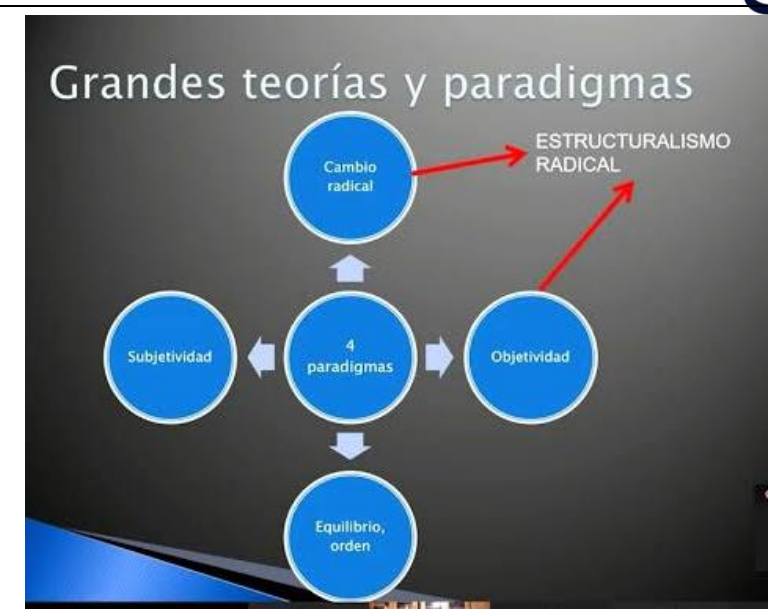 Grandes teorías y paradigmas
Cambio
radical
ESTRUCTURALISMO
RADICAL
Subjetividad
4
paradigmas
Objetividad
Equilibrio,
orden